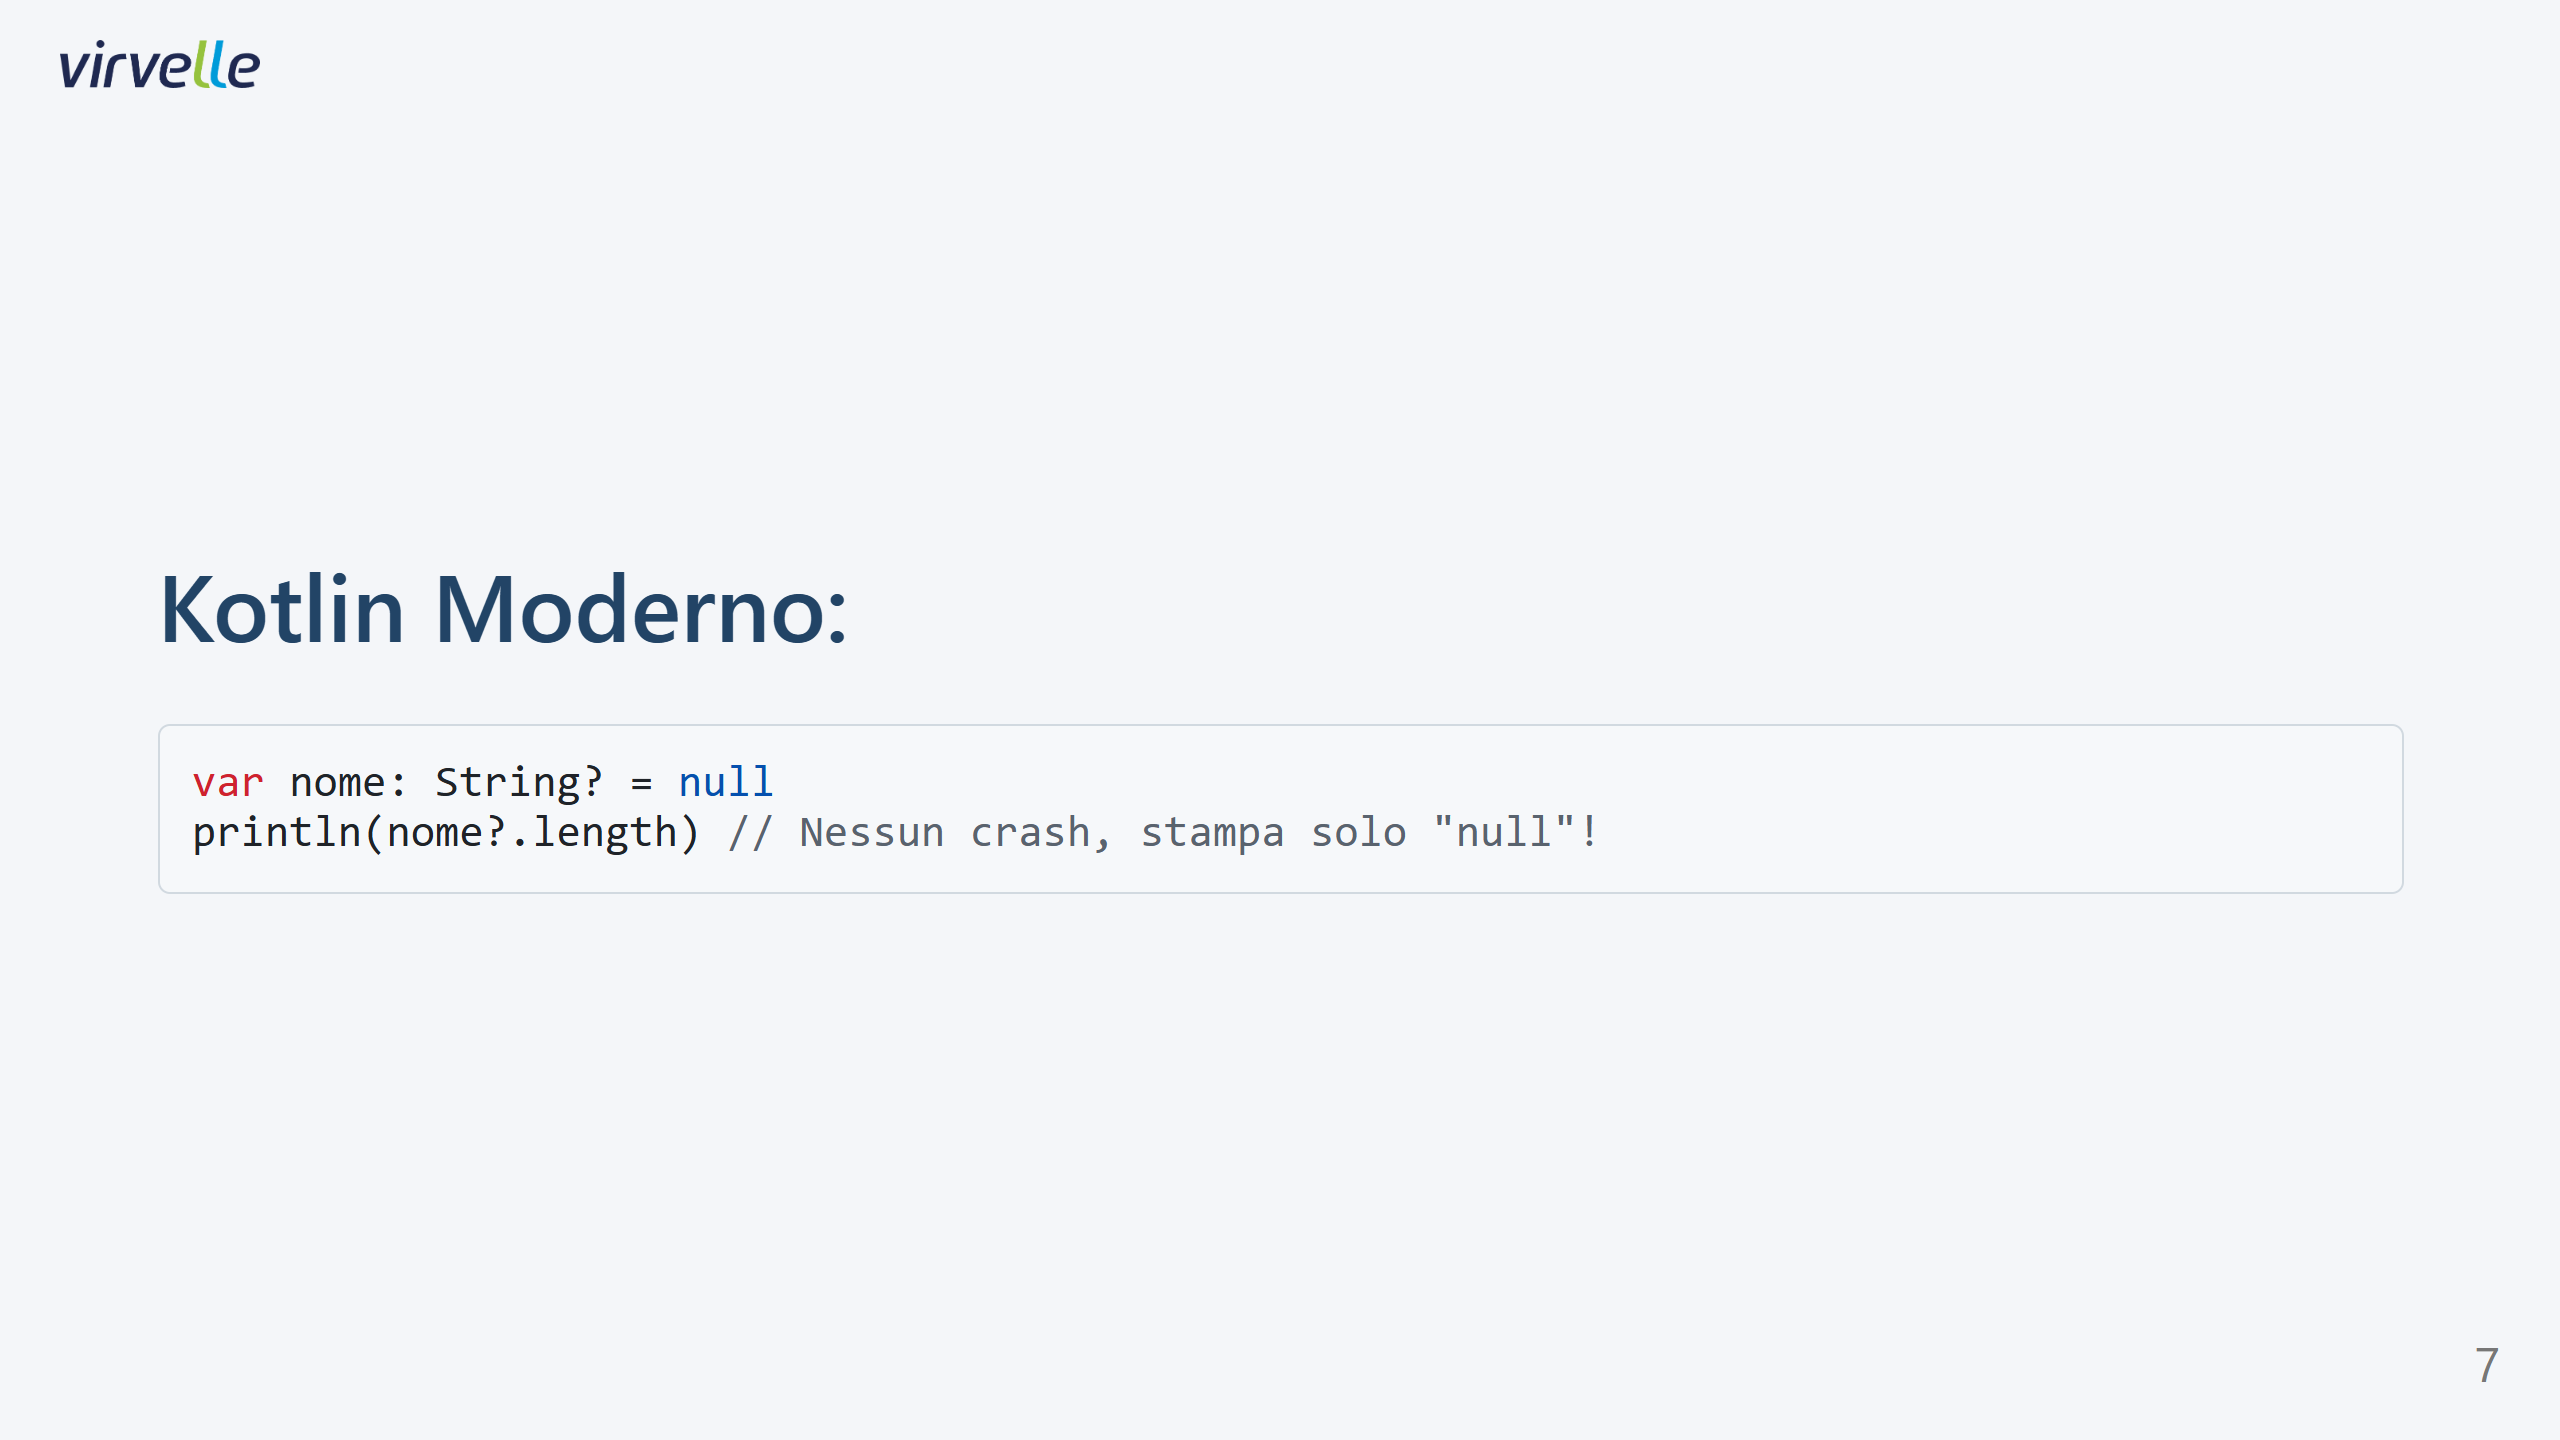 virvelle
Kotlin Moderno:
var nome: String? = null
println(nome?.length) // Nessun crash, stampa solo "null"!
7